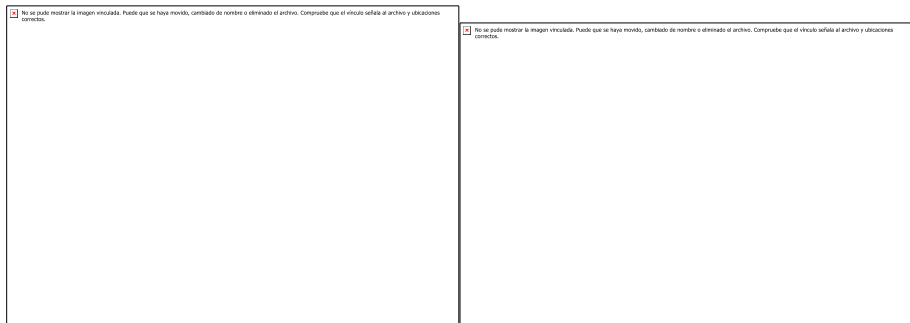 No se pude mostrar la imagen vinculada. Puede que se haya movido, cambiado de nombre o eliminado el archivo. Compruebe que el vínculo señala al archivo y ubicaciones
correctos.
No se pude mostrar la imagen vinculada. Puede que se haya movido, cambiado de nombre o eliminado el archivo. Compruebe que el vínculo señala al archivo y ubicaciones
correctos.